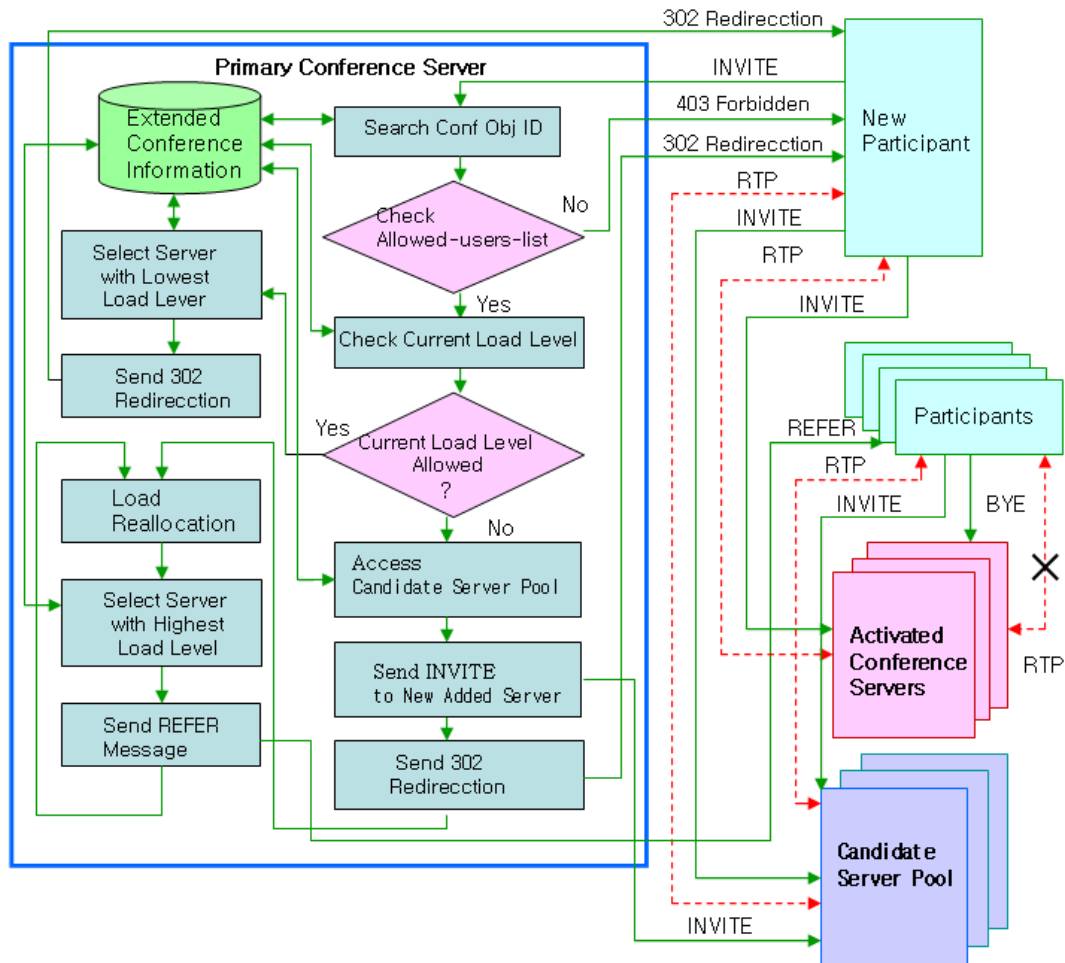 302 Redirecction
Primary Conference Server
INVITE
403 Forbidden
302 Redirecction
New
Participant
Extended
Conference
Information
Search Conf Obj ID
No
Check
Allowed-users-list
RTP
INVITE
RTP
INVITE
Select Server
with Lowest
Load Lever
Yes
Check Current Load Level
Send 302
Redirecction
Yes
Current Load Level
Allowed
?
No
REFER
Participants
RTP
INVITE
BYE
Load
Reallocation
Access
Candidate Server Pool
Select Server
with Highest
Load Level
Activated
Conference
Servers
RTP
Send INVITE
to New Added Server
Send REFER
Message
Send 302
Redirecction
Candidate
Server Pool
INVITE